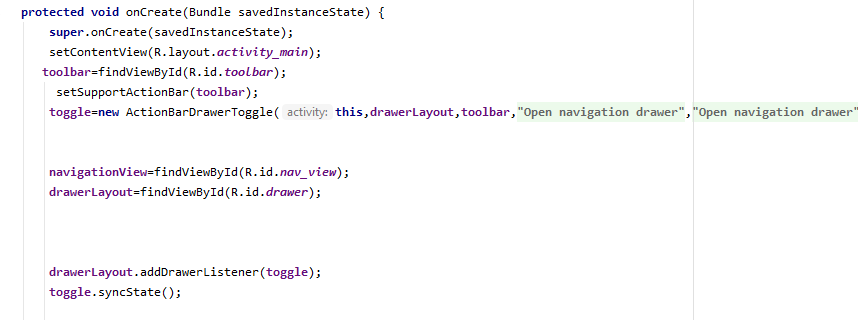 protected void onCreate(Bundle savedInstanceState) {
super.onCreate(savedInstanceState);
setContentView(R.layout.activity_main);
toolbar=findViewById(R.id.toolbar);
setSupportActionBar(toolbar);
toggle=new ActionBarDrawerToggle( activity: this,drawerLayout,toolbar,"Open navigation drawer","Open navigation drawer"
navigationView=findViewById(R.id.nav_view);
drawerLayout=findViewById(R.id.drawer);
drawerLayout.addDrawerListener(toggle);
toggle.syncState();